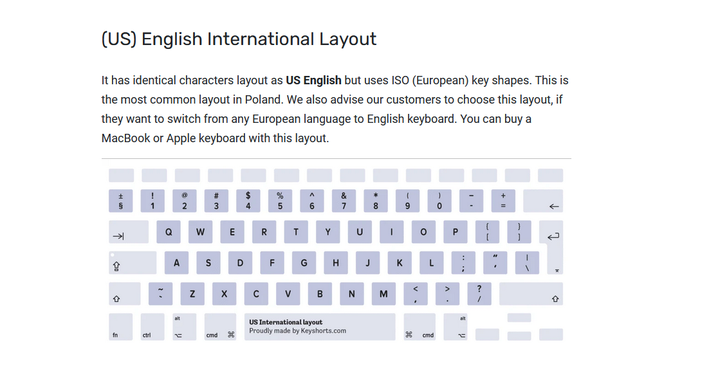 (US) English International Layout
It has identical characters layout as US English but uses ISO (European) key shapes. This is
the most common layout in Poland. We also advise our customers to choose this layout, if
they want to switch from any European language to English keyboard. You can buy a
MacBook or Apple keyboard with this layout.
± ! @ # $ % ^ & * ( ) – +
§ 1 2 3 4 5 6 7 8 9 0 - =
Q W E R T Y U I O P { }
[ ]
A S D F G H J K L : " |
; ' \
~ Z X C V B N M < > ?
` , . /
alt alt
fn ctrl cmd ⌘ ⌘ cmd
US International layout
Proudly made by Keyshorts.com